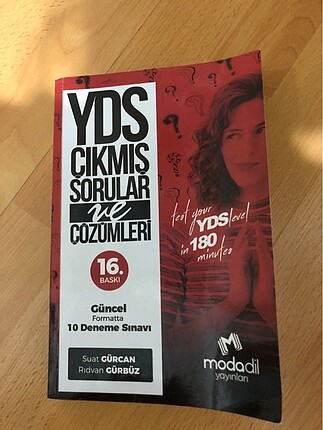 YDS
ÇIKMIŞ
SORULAR
ve
ÇÖZÜMLERİ
16.
BASKI
Güncel
Formatta
10 Deneme Sınavı
Suat GÜRCAN
Rıdvan GÜRBÜZ
test your
YDS level
in 180
minutes
modadil
yayınları